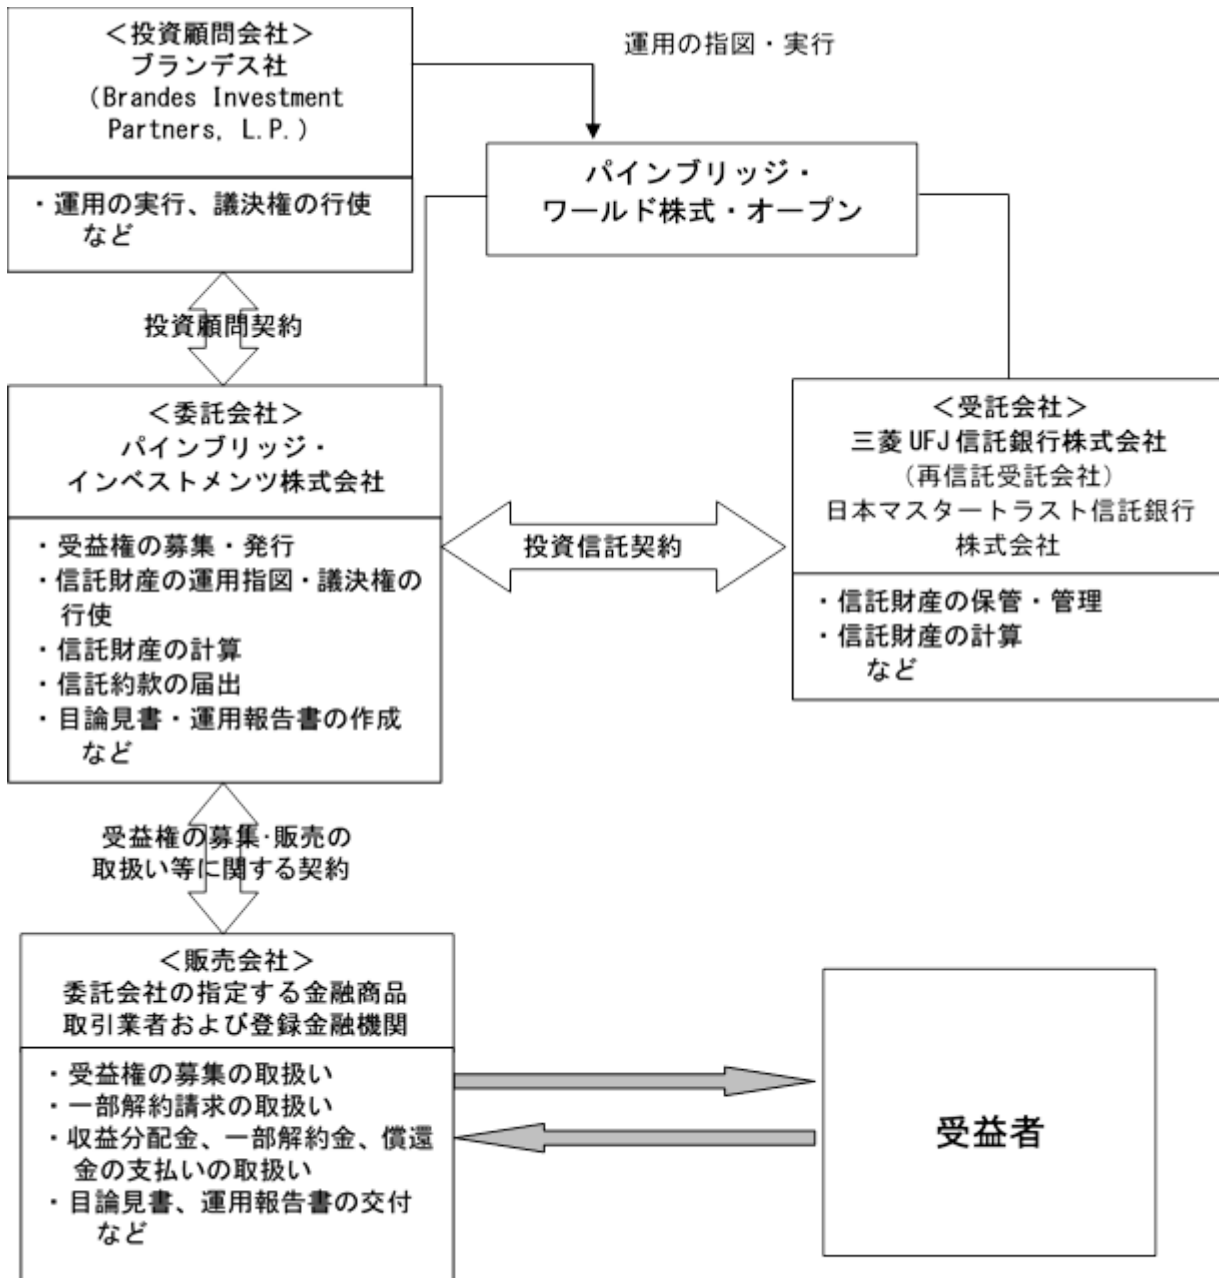 ＜投資顧問会社＞
ブランデス社
(Brandes Investment
Partners, L.P.)
・運用の実行、議決権の行使
など
運用の指図・実行
パインブリッジ・
ワールド株式・オープン
投資顧問契約
＜委託会社＞
パインブリッジ・
インベストメンツ株式会社
・受益権の募集・発行
・信託財産の運用指図・議決権の
行使
・信託財産の計算
・信託約款の届出
・目論見書・運用報告書の作成
など
投資信託契約
＜受託会社＞
三菱UFJ信託銀行株式会社
（再信託受託会社）
日本マスタートラスト信託銀行
株式会社
・信託財産の保管・管理
・信託財産の計算
など
受益権の募集・販売の
取扱い等に関する契約
＜販売会社＞
委託会社の指定する金融商品
取引業者および登録金融機関
・受益権の募集の取扱い
・一部解約請求の取扱い
・収益分配金、一部解約金、償還
金の支払いの取扱い
・目論見書、運用報告書の交付
など
受益者